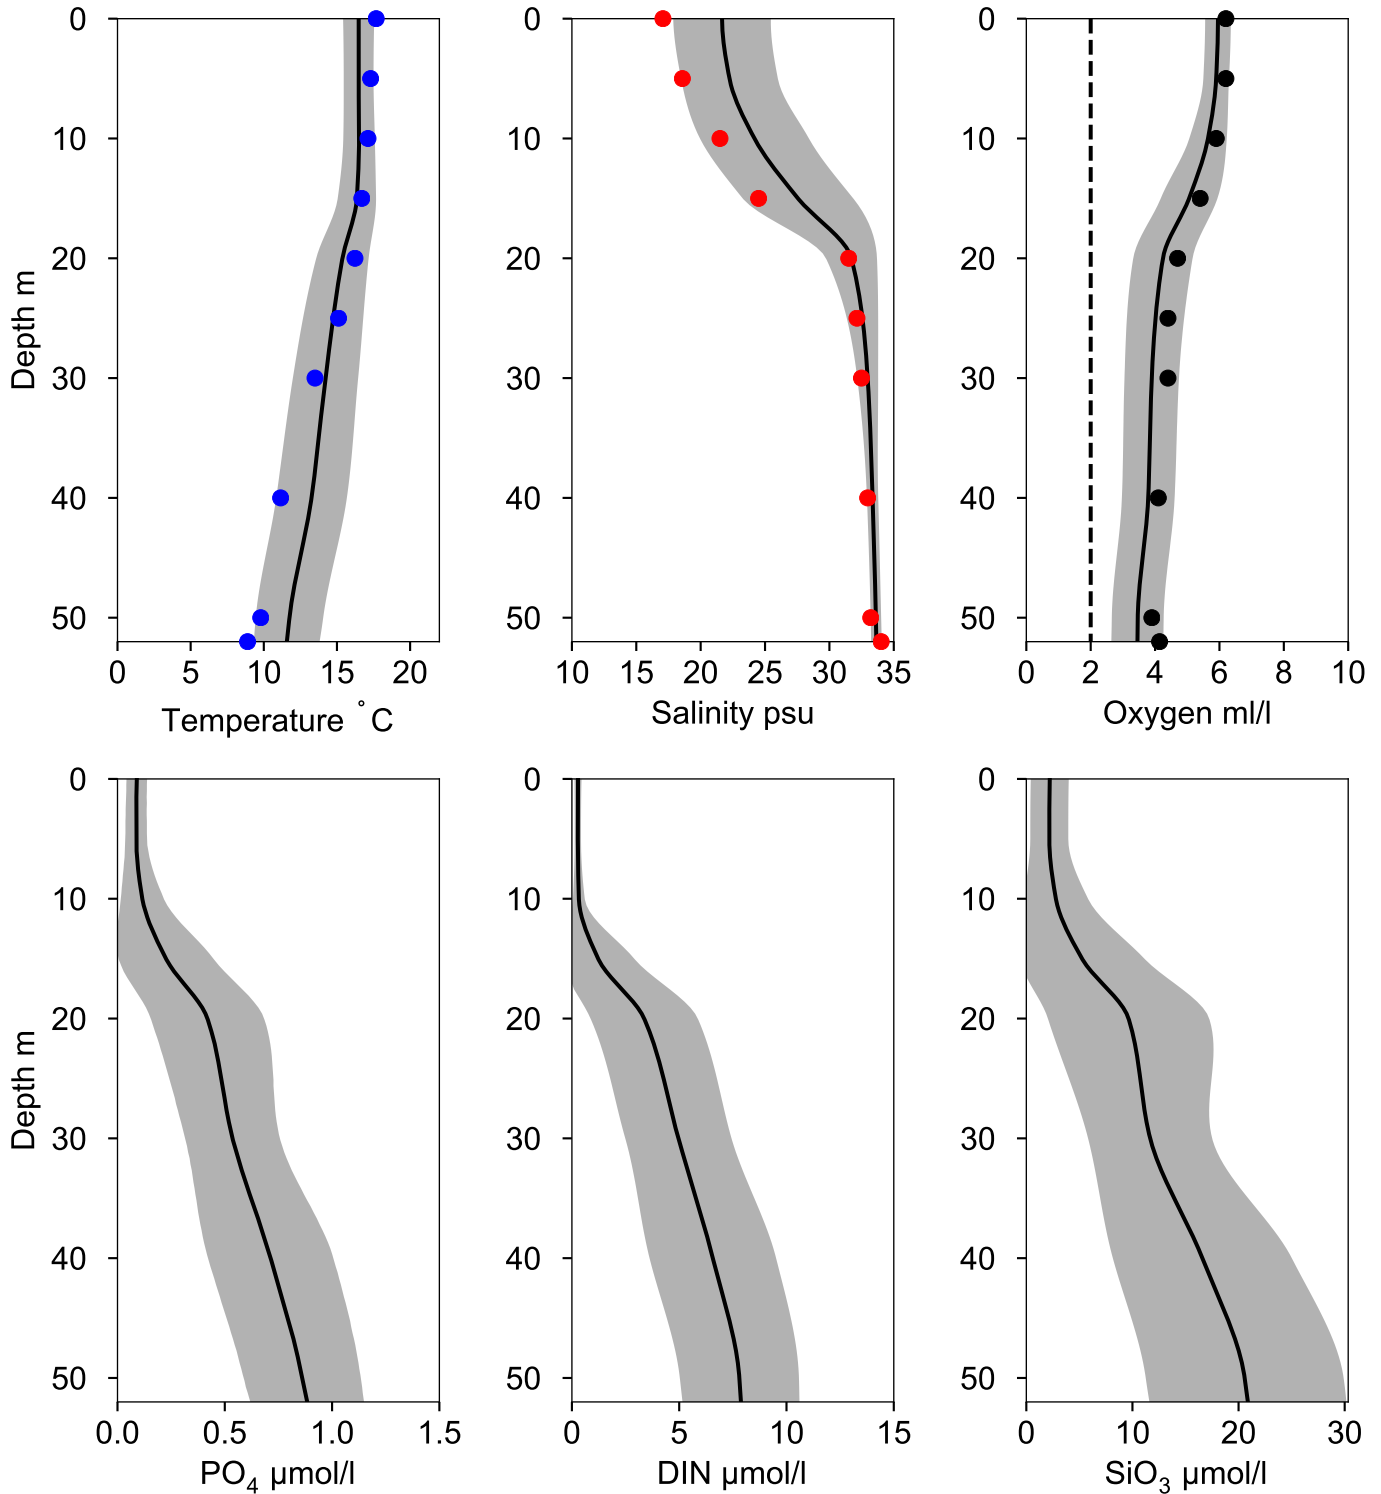 0
10
20
30
40
50
Depth m
0 5 10 15 20
Temperature °C
0
10
20
30
40
50
10 15 20 25 30 35
Salinity psu
0
10
20
30
40
50
0 2 4 6 8 10
Oxygen ml/l
0
10
20
30
40
50
Depth m
0.0 0.5 1.0 1.5
PO₄ µmol/l
0
10
20
30
40
50
0 5 10 15
DIN µmol/l
0
10
20
30
40
50
0 10 20 30
SiO₃ µmol/l